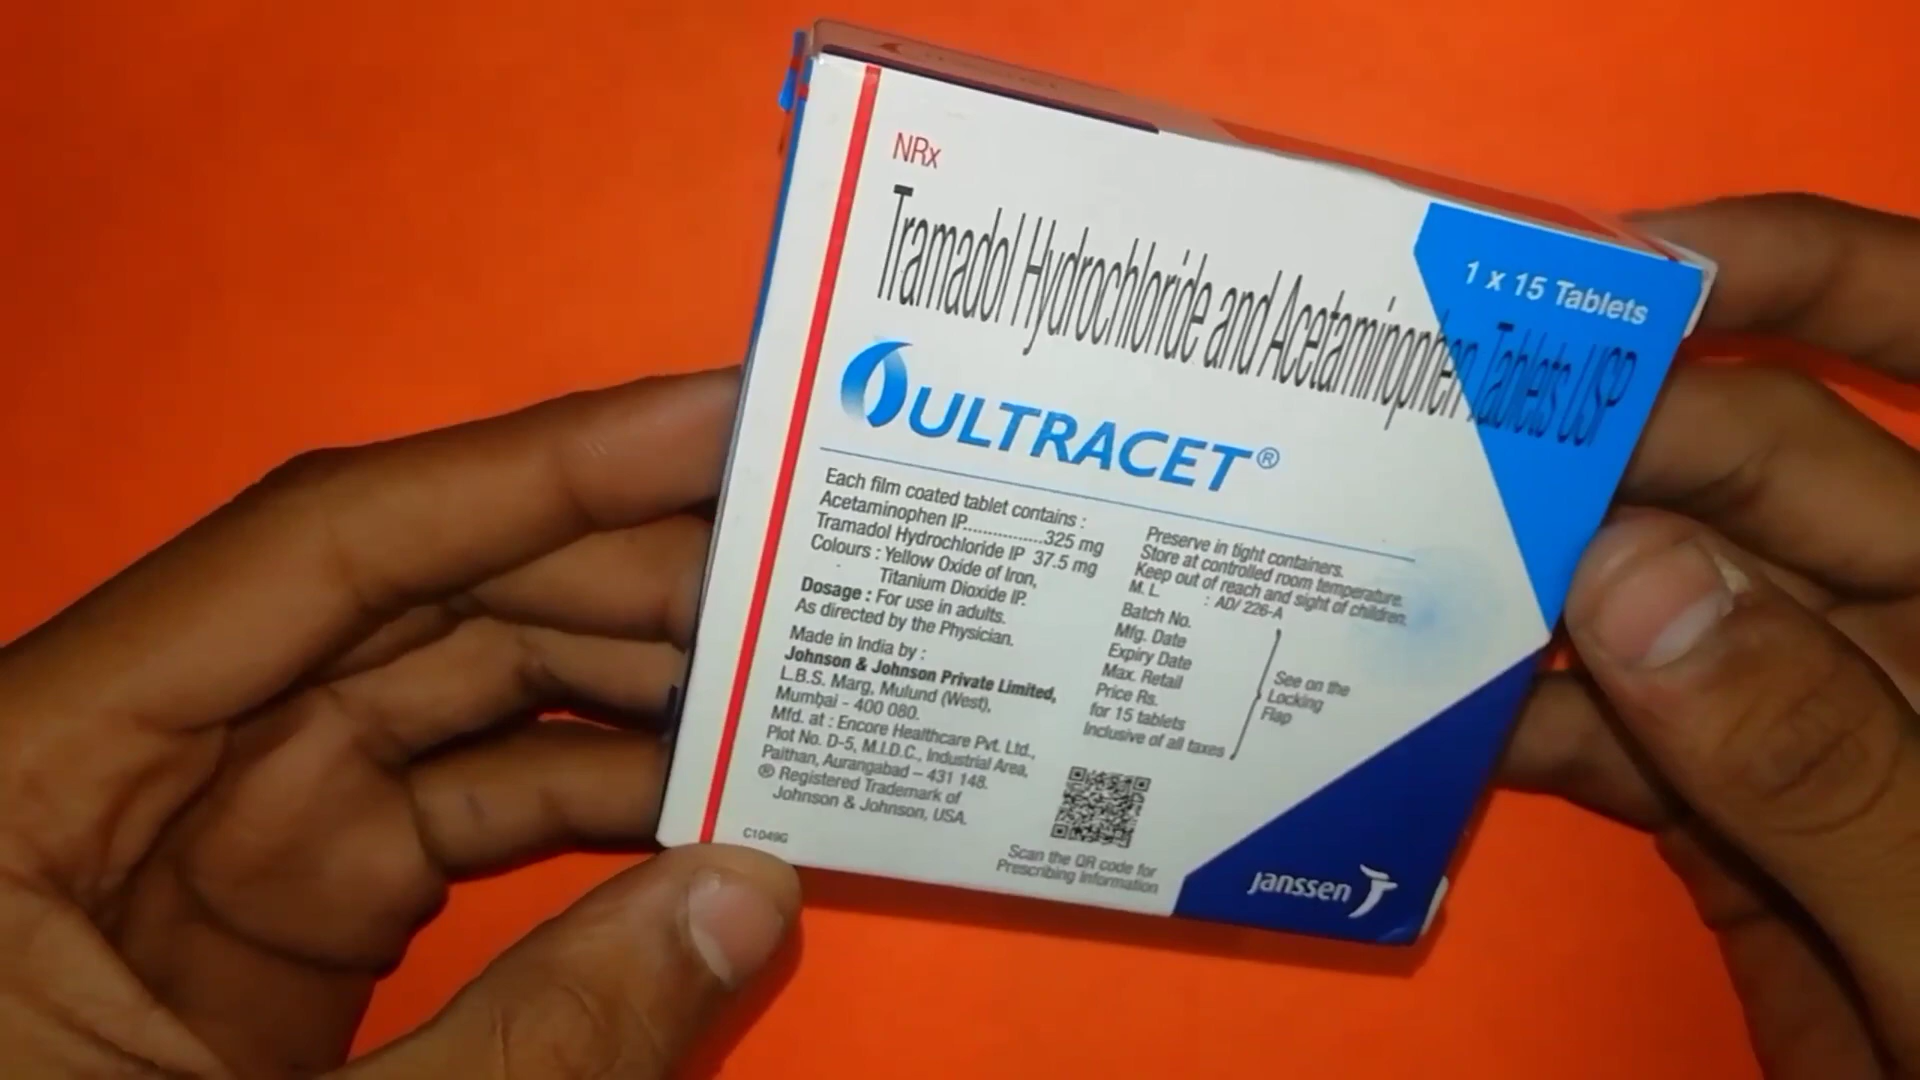 NRx
1 x 15 Tablets
Tramadol Hydrochloride and Acetaminophen Tablets USP
ULTRACET®
Each film coated tablet contains :
Acetaminophen IP................325 mg
Tramadol Hydrochloride IP 37.5 mg
Colours : Yellow Oxide of Iron,
Titanium Dioxide IP.
Dosage : For use in adults.
As directed by the Physician.
Made in India by :
Johnson & Johnson Private Limited,
L.B.S. Marg, Mulund (West),
Mumbai - 400 080.
Mfd. at : Encore Healthcare Pvt. Ltd.,
Plot No. D-5, M.I.D.C., Industrial Area,
Paithan, Aurangabad – 431 148.
® Registered Trademark of
Johnson & Johnson, USA.
C1049G
Preserve in tight containers.
Store at controlled room temperature.
Keep out of reach and sight of children.
M. L. : AD/ 226-A
Batch No.
Mfg. Date
Expiry Date
Max. Retail
Price Rs.
for 15 tablets
Inclusive of all taxes
See on the
Locking
Flap
Scan the QR code for
Prescribing Information
janssen